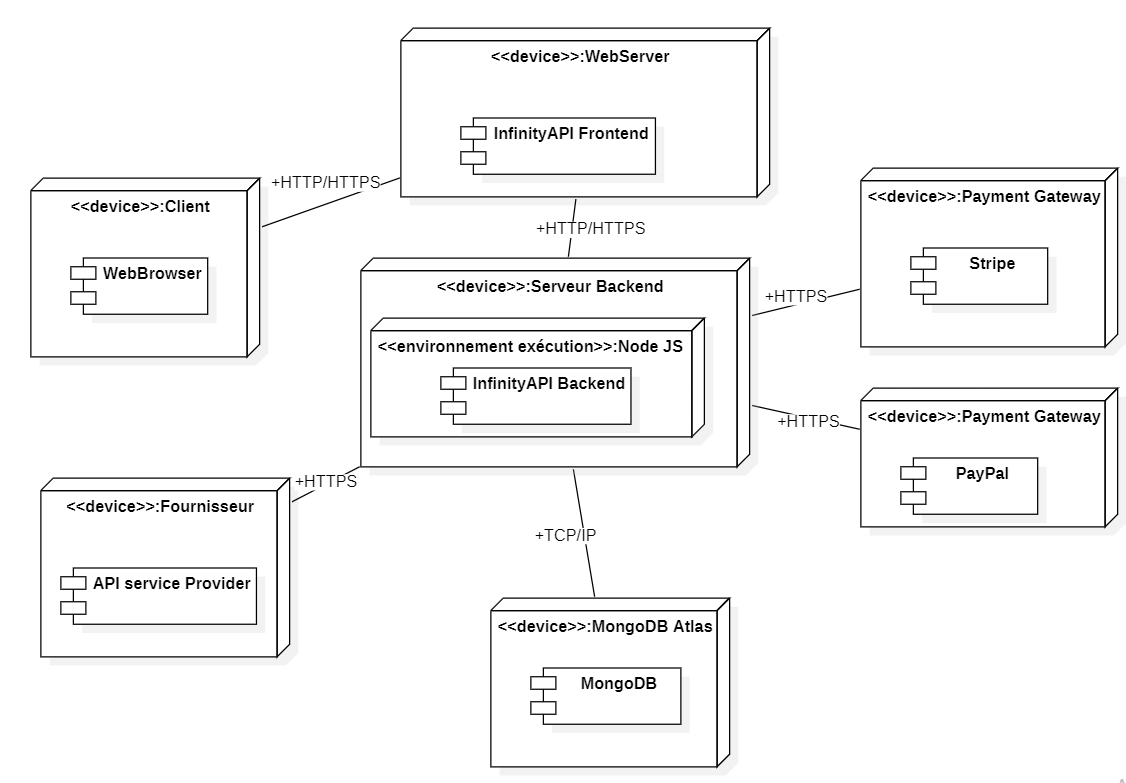 <<device>>:WebServer
InfinityAPI Frontend
+HTTP/HTTPS
<<device>>:Client
WebBrowser
+HTTP/HTTPS
<<device>>:Payment Gateway
Stripe
<<device>>:Serveur Backend
<<environnement exécution>>:Node JS
InfinityAPI Backend
+HTTPS
<<device>>:Payment Gateway
PayPal
+HTTPS
+HTTPS
<<device>>:Fournisseur
API service Provider
+TCP/IP
<<device>>:MongoDB Atlas
MongoDB